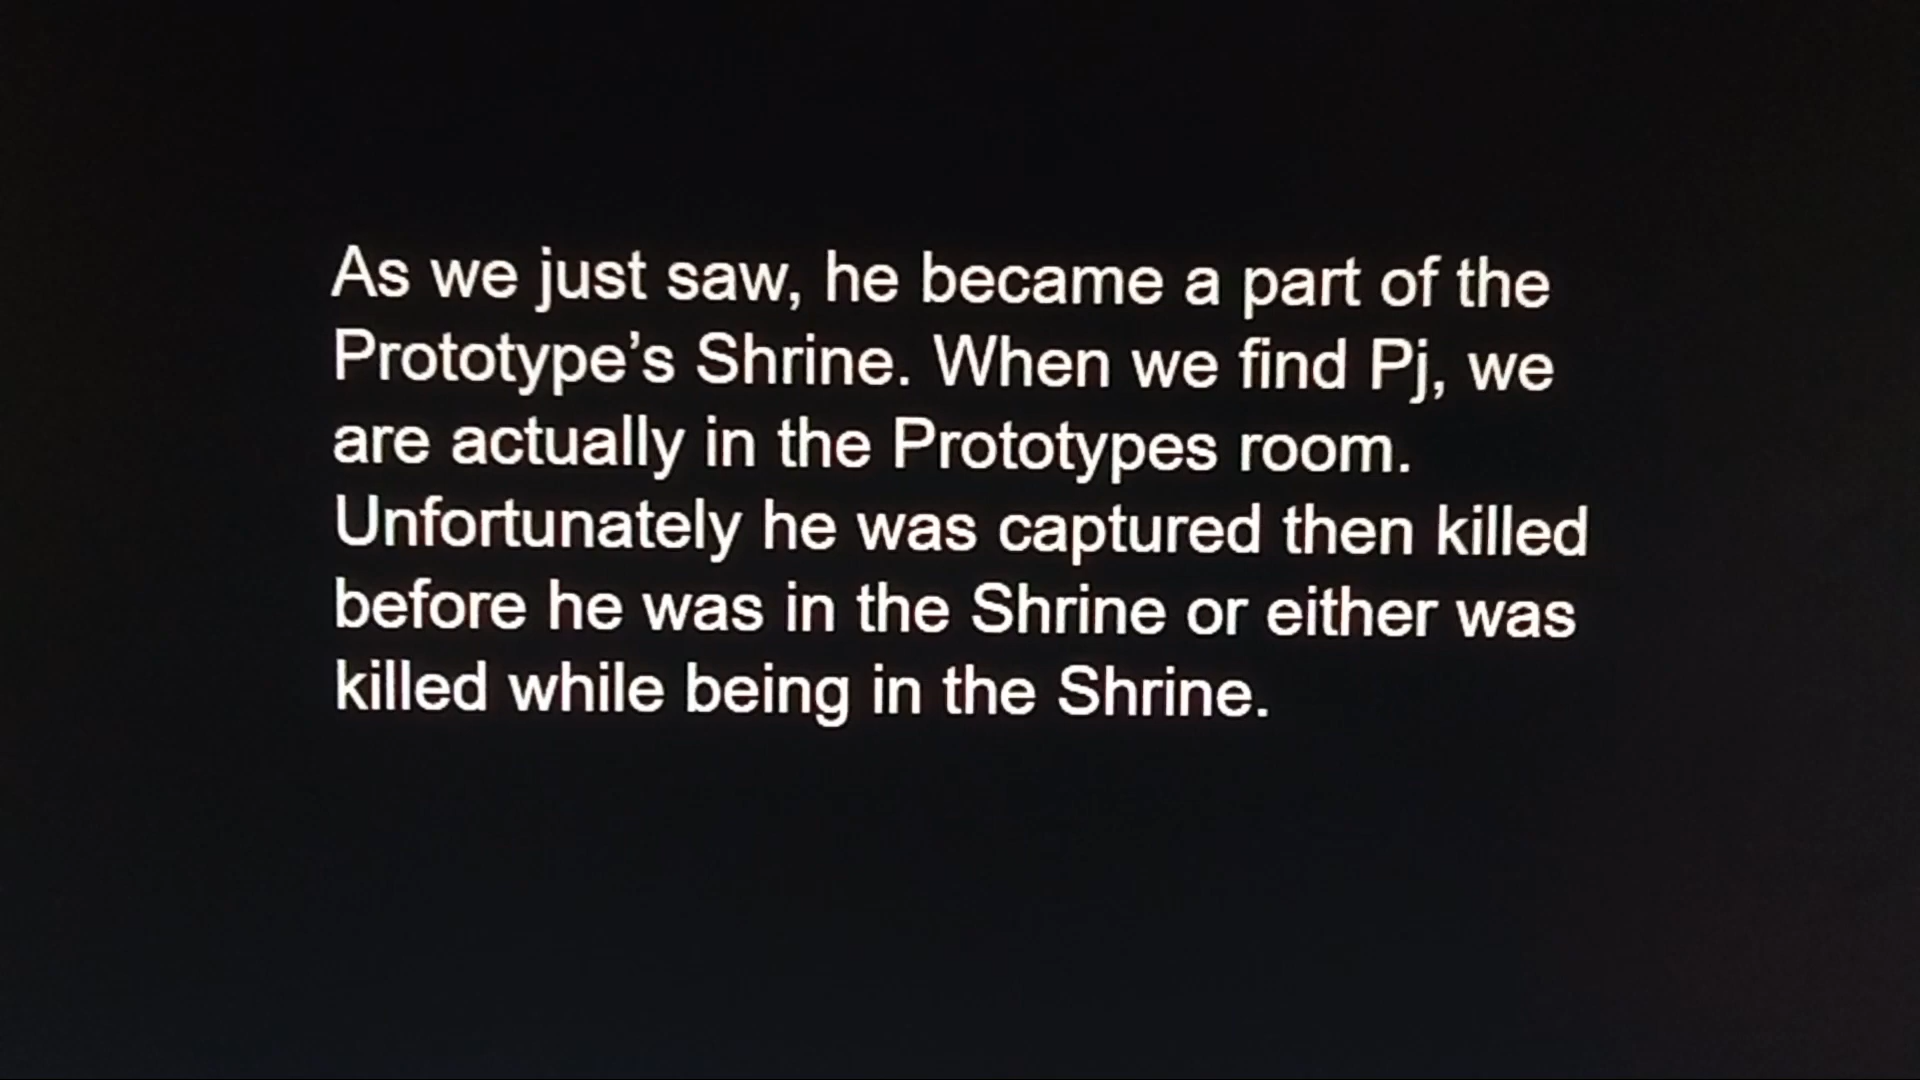 As we just saw, he became a part of the
Prototype’s Shrine. When we find Pj, we
are actually in the Prototypes room.
Unfortunately he was captured then killed
before he was in the Shrine or either was
killed while being in the Shrine.